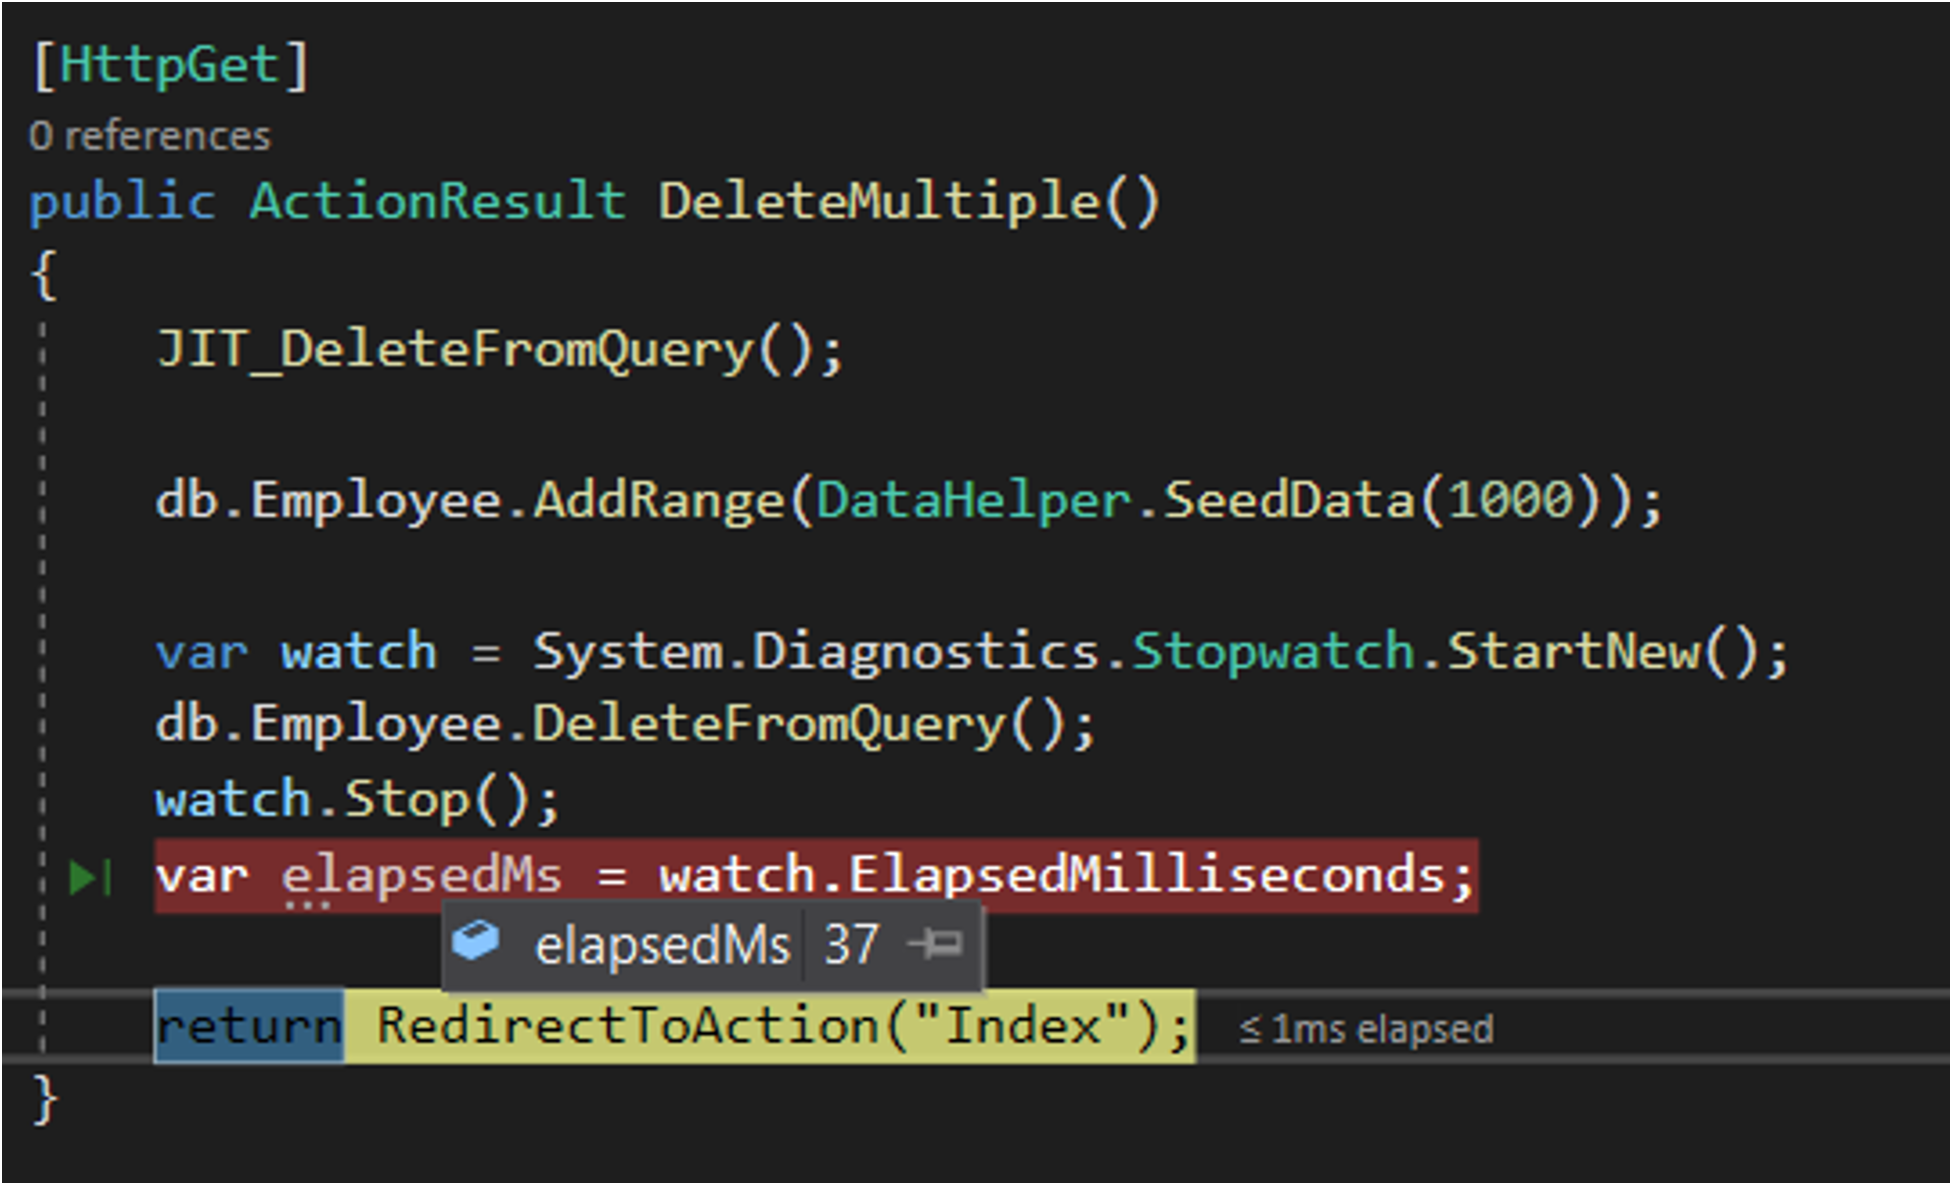 [HttpGet]
0 references
public ActionResult DeleteMultiple()
{
JIT_DeleteFromQuery();
db.Employee.AddRange(DataHelper.SeedData(1000));
var watch = System.Diagnostics.Stopwatch.StartNew();
db.Employee.DeleteFromQuery();
watch.Stop();
var elapsedMs = watch.ElapsedMilliseconds;
elapsedMs 37
return RedirectToAction("Index"); ≤ 1ms elapsed
}